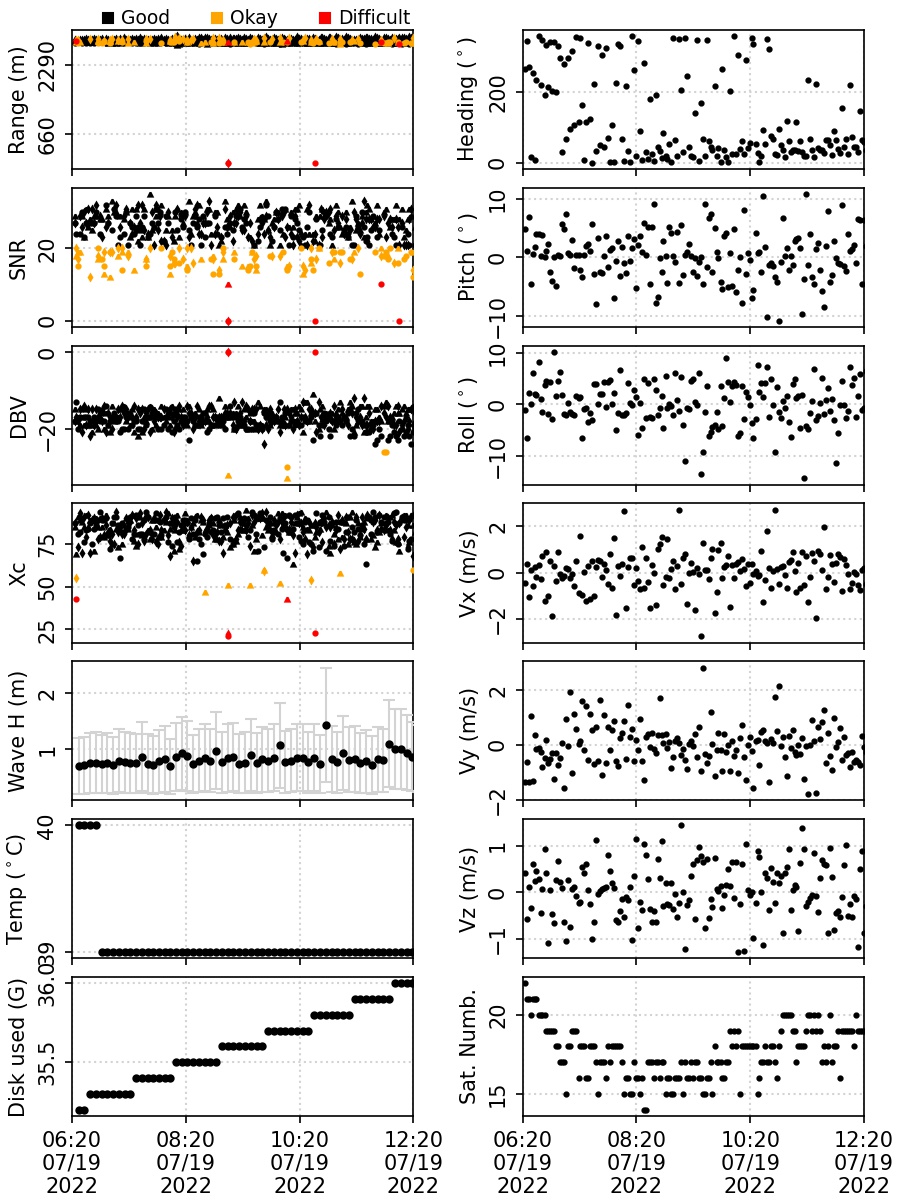 Good Okay Difficult
Range (m)
2290
660
SNR
20
0
DBV
0
−20
Xc
75
50
25
Wave H (m)
2
1
Temp (°C)
40
39
Disk used (G)
36.0
35.5
06:20 08:20 10:20 12:20
07/19 07/19 07/19 07/19
2022 2022 2022 2022
Heading (°)
200
0
Pitch (°)
10
0
−10
Roll (°)
10
0
−10
Vx (m/s)
2
0
−2
Vy (m/s)
2
0
−2
Vz (m/s)
1
0
−1
Sat. Numb.
20
15
06:20 08:20 10:20 12:20
07/19 07/19 07/19 07/19
2022 2022 2022 2022